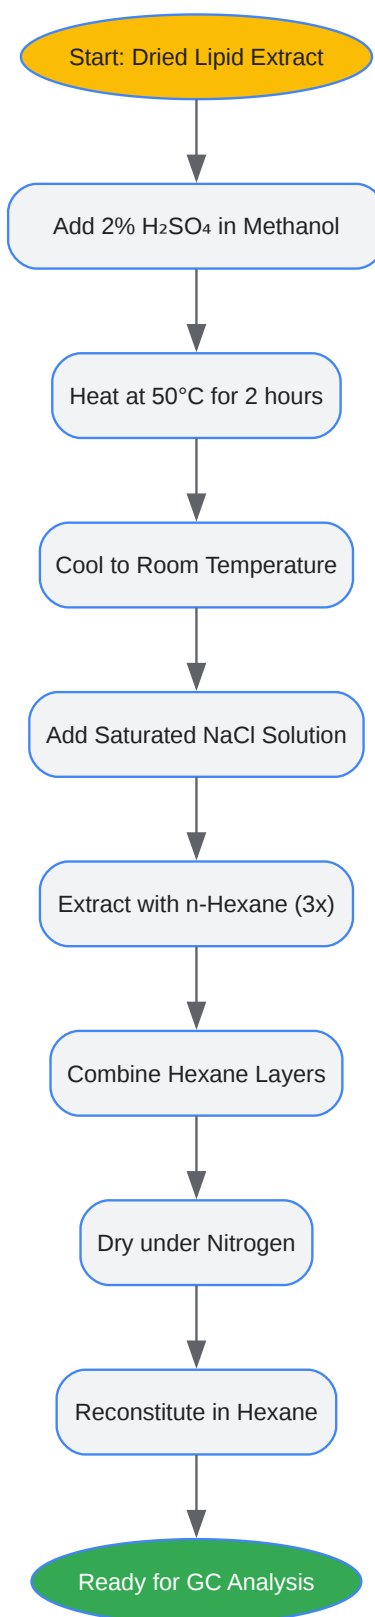 Start: Dried Lipid Extract
Add 2% H₂SO₄ in Methanol
Heat at 50°C for 2 hours
Cool to Room Temperature
Add Saturated NaCl Solution
Extract with n-Hexane (3x)
Combine Hexane Layers
Dry under Nitrogen
Reconstitute in Hexane
Ready for GC Analysis